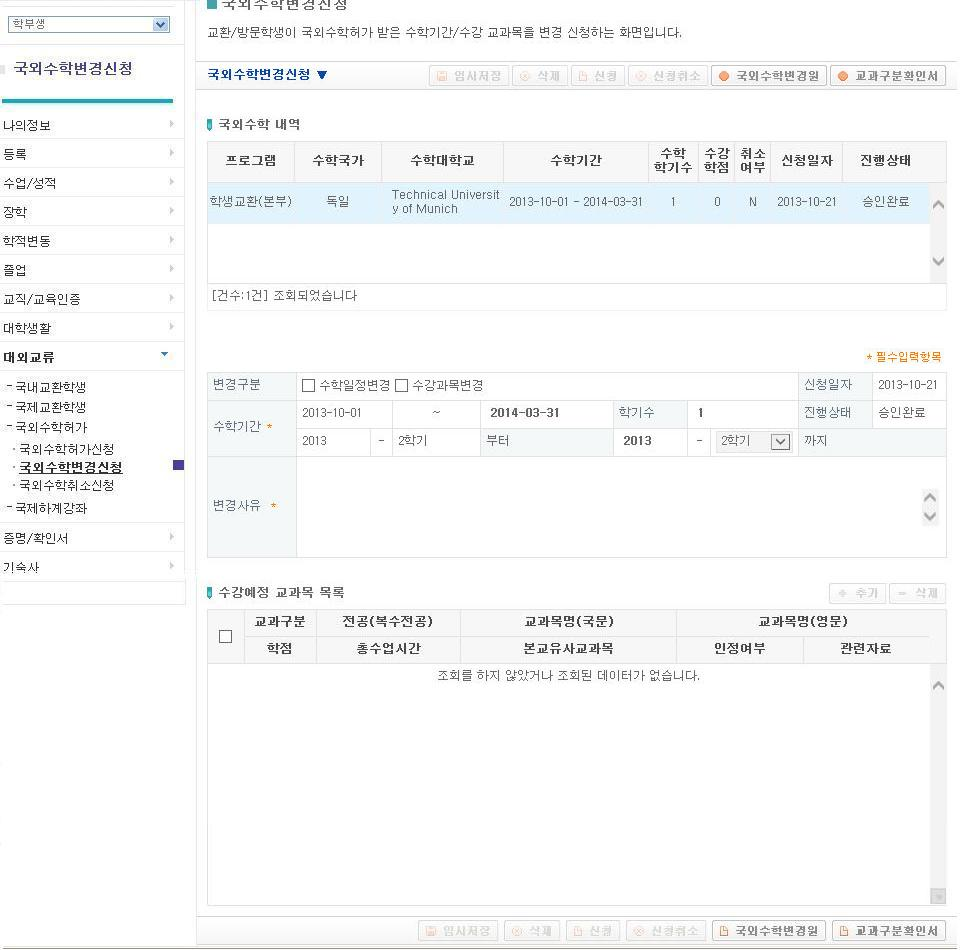 학부생
국외수학변경신청
나의정보
등록
수업/성적
장학
학적변동
졸업
교직/교육인증
대학생활
대외교류
- 국내교환학생
- 국제교환학생
- 국외수학허가
· 국외수학허가신청
· 국외수학변경신청
· 국외수학취소신청
- 국제하계강좌
증명/확인서
기숙사
국외수학변경신청
교환/방문학생이 국외수학허가 받은 수학기간/수강 교과목을 변경 신청하는 화면입니다.
국외수학변경신청 ▼ 임시저장 삭제 신청 신청취소 국외수학변경원 교과구분확인서
국외수학 내역
프로그램 수학국가 수학대학교 수학기간 수학학기수 수강학점 취소여부 신청일자 진행상태
학생교환(본부) 독일 Technical University of Munich 2013-10-01 - 2014-03-31 1 0 N 2013-10-21 승인완료
[건수:1건] 조회되었습니다
* 필수입력항목
변경구분 수학일정변경 수강과목변경 신청일자 2013-10-21
수학기간 * 2013-10-01 ~ 2014-03-31 학기수 1 진행상태 승인완료
2013 - 2학기 부터 2013 - 2학기 까지
변경사유 *
수강예정 교과목 목록 추가 삭제
교과구분 전공(복수전공) 교과목명(국문) 교과목명(영문)
학점 총수업시간 본교유사교과목 인정여부 관련자료
조회를 하지 않았거나 조회된 데이터가 없습니다.
임시저장 삭제 신청 신청취소 국외수학변경원 교과구분확인서